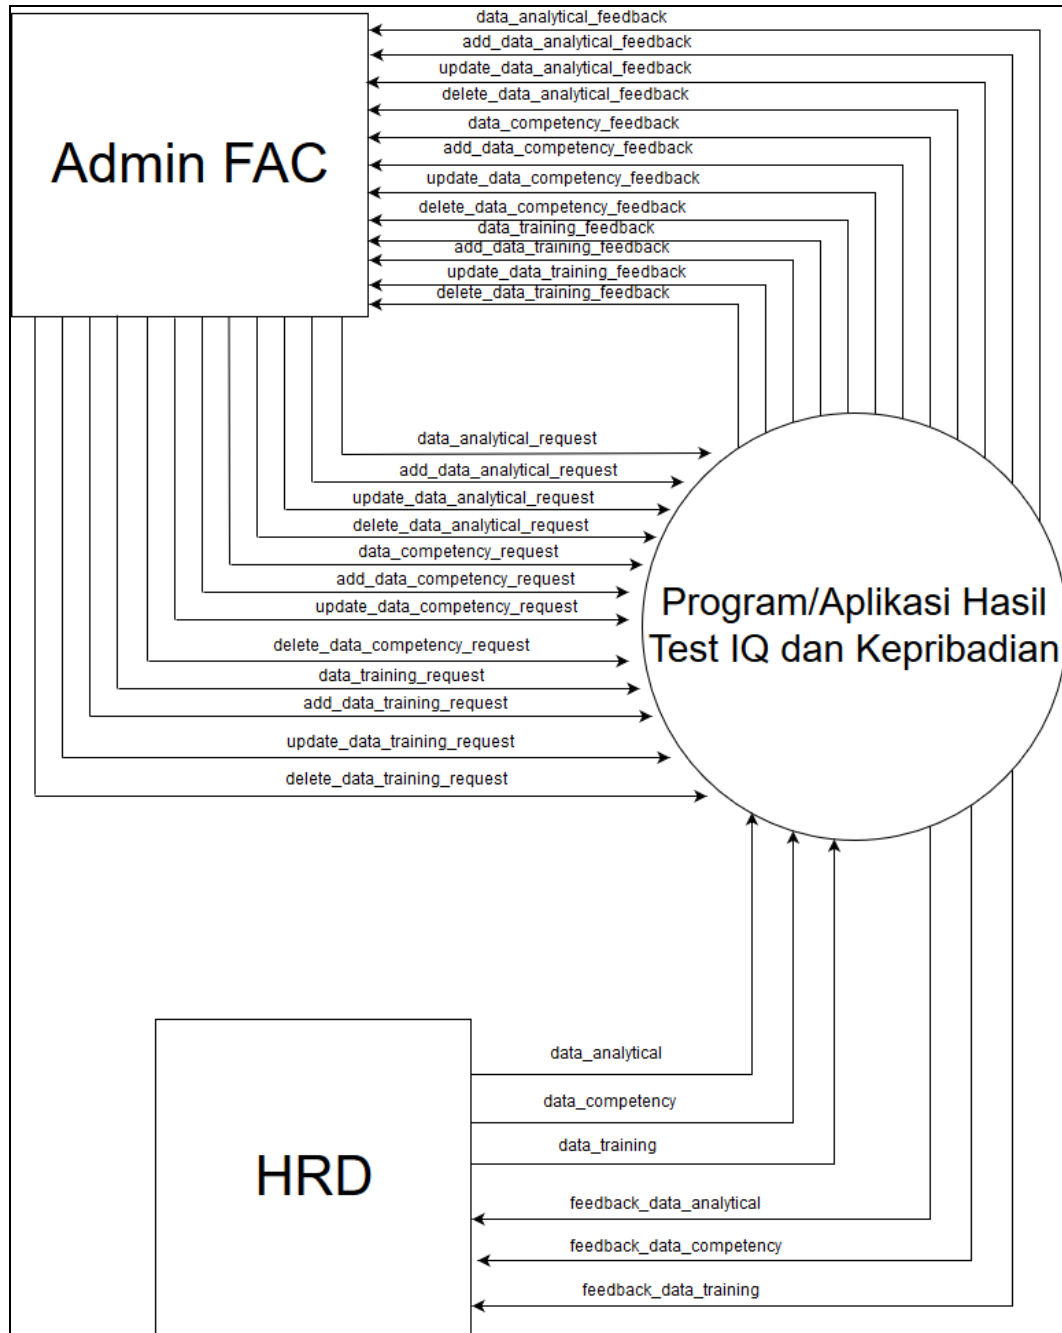 data_analytical_feedback
add_data_analytical_feedback
update_data_analytical_feedback
delete_data_analytical_feedback
data_competency_feedback
add_data_competency_feedback
update_data_competency_feedback
delete_data_competency_feedback
data_training_feedback
add_data_training_feedback
update_data_training_feedback
delete_data_training_feedback
Admin FAC
data_analytical_request
add_data_analytical_request
update_data_analytical_request
delete_data_analytical_request
data_competency_request
add_data_competency_request
update_data_competency_request
delete_data_competency_request
data_training_request
add_data_training_request
update_data_training_request
delete_data_training_request
Program/Aplikasi Hasil
Test IQ dan Kepribadian
data_analytical
data_competency
data_training
HRD
feedback_data_analytical
feedback_data_competency
feedback_data_training